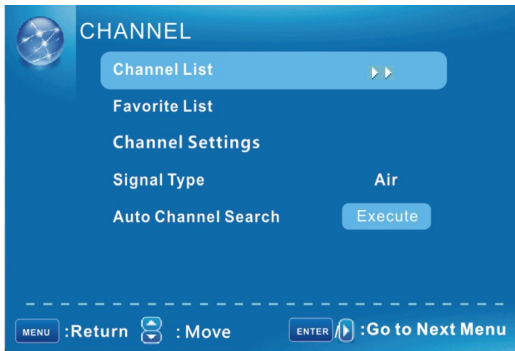 CHANNEL
Channel List
Favorite List
Channel Settings
Signal Type Air
Auto Channel Search Execute
MENU :Return : Move ENTER / :Go to Next Menu